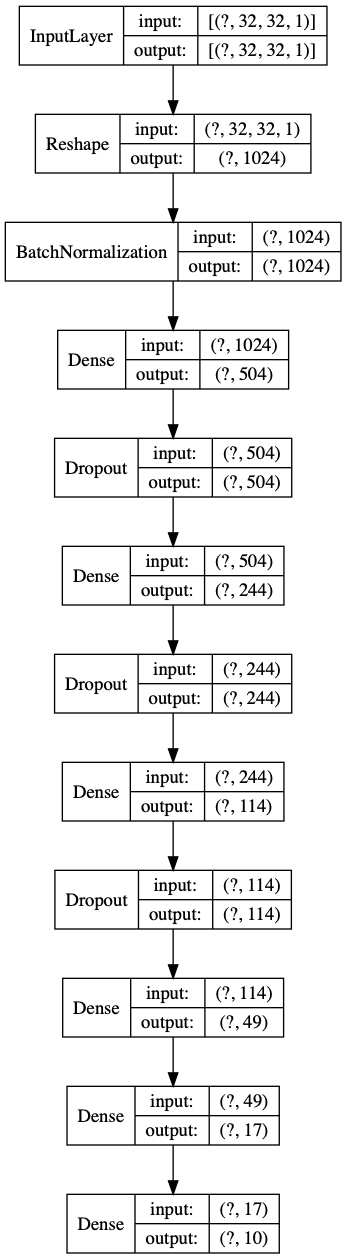 InputLayer input: [(?, 32, 32, 1)]
output: [(?, 32, 32, 1)]
Reshape input: (?, 32, 32, 1)
output: (?, 1024)
BatchNormalization input: (?, 1024)
output: (?, 1024)
Dense input: (?, 1024)
output: (?, 504)
Dropout input: (?, 504)
output: (?, 504)
Dense input: (?, 504)
output: (?, 244)
Dropout input: (?, 244)
output: (?, 244)
Dense input: (?, 244)
output: (?, 114)
Dropout input: (?, 114)
output: (?, 114)
Dense input: (?, 114)
output: (?, 49)
Dense input: (?, 49)
output: (?, 17)
Dense input: (?, 17)
output: (?, 10)